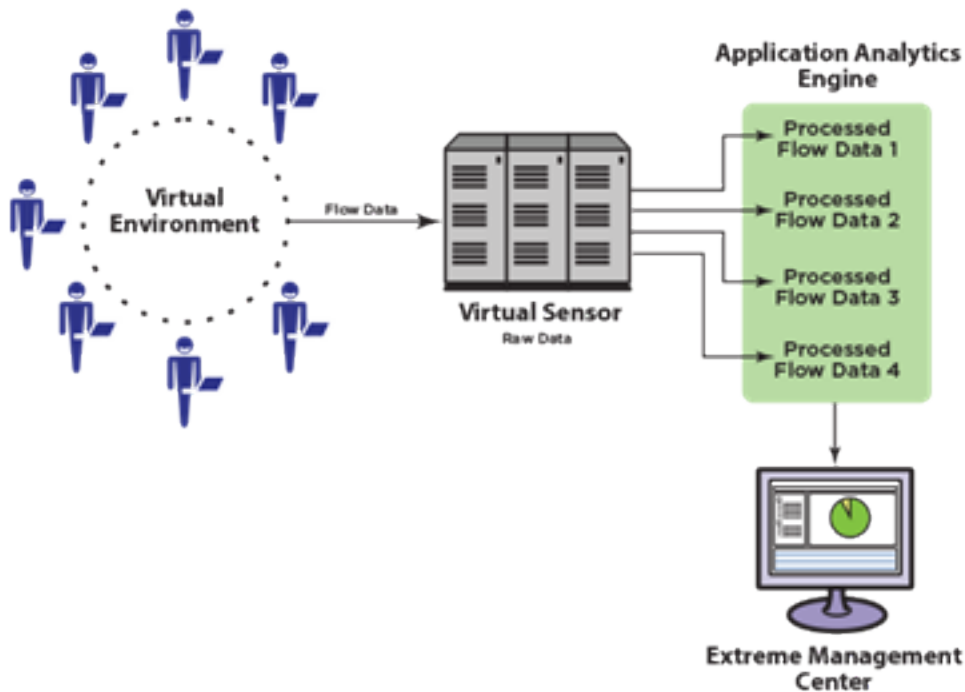 Application Analytics
Engine
Virtual
Environment
Flow Data
Virtual Sensor
Raw Data
Processed
Flow Data 1
Processed
Flow Data 2
Processed
Flow Data 3
Processed
Flow Data 4
Extreme Management
Center